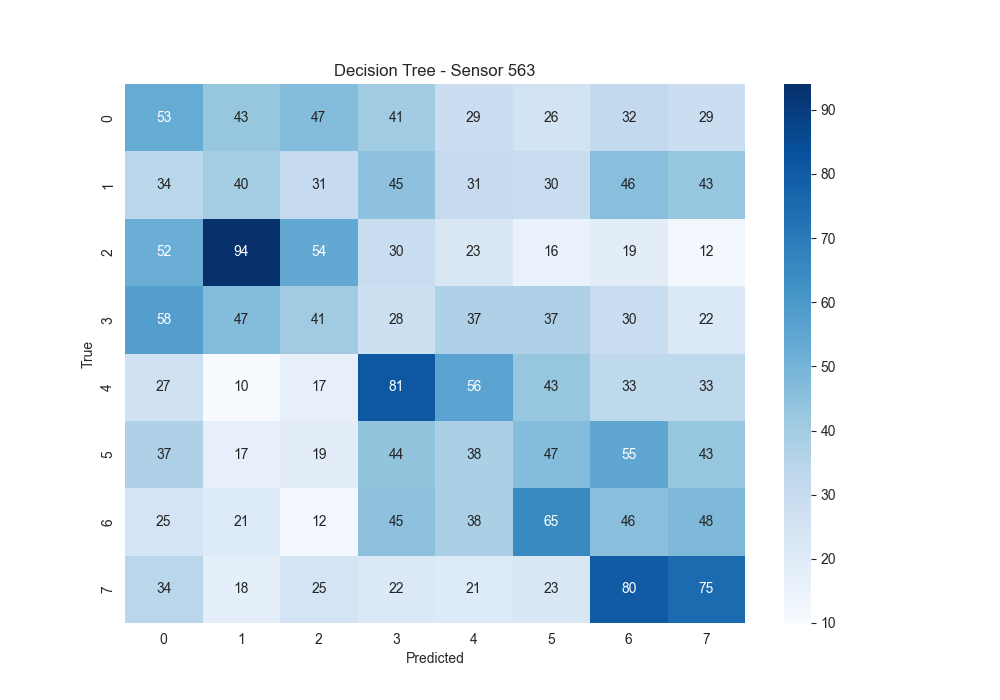 Decision Tree - Sensor 563
0 53 43 47 41 29 26 32 29 90
1 34 40 31 45 31 30 46 43 80
2 52 94 54 30 23 16 19 12 70
3 58 47 41 28 37 37 30 22 60
True
4 27 10 17 81 56 43 33 33 50
5 37 17 19 44 38 47 55 43 40
6 25 21 12 45 38 65 46 48 30
7 34 18 25 22 21 23 80 75 20
10
0 1 2 3 4 5 6 7
Predicted